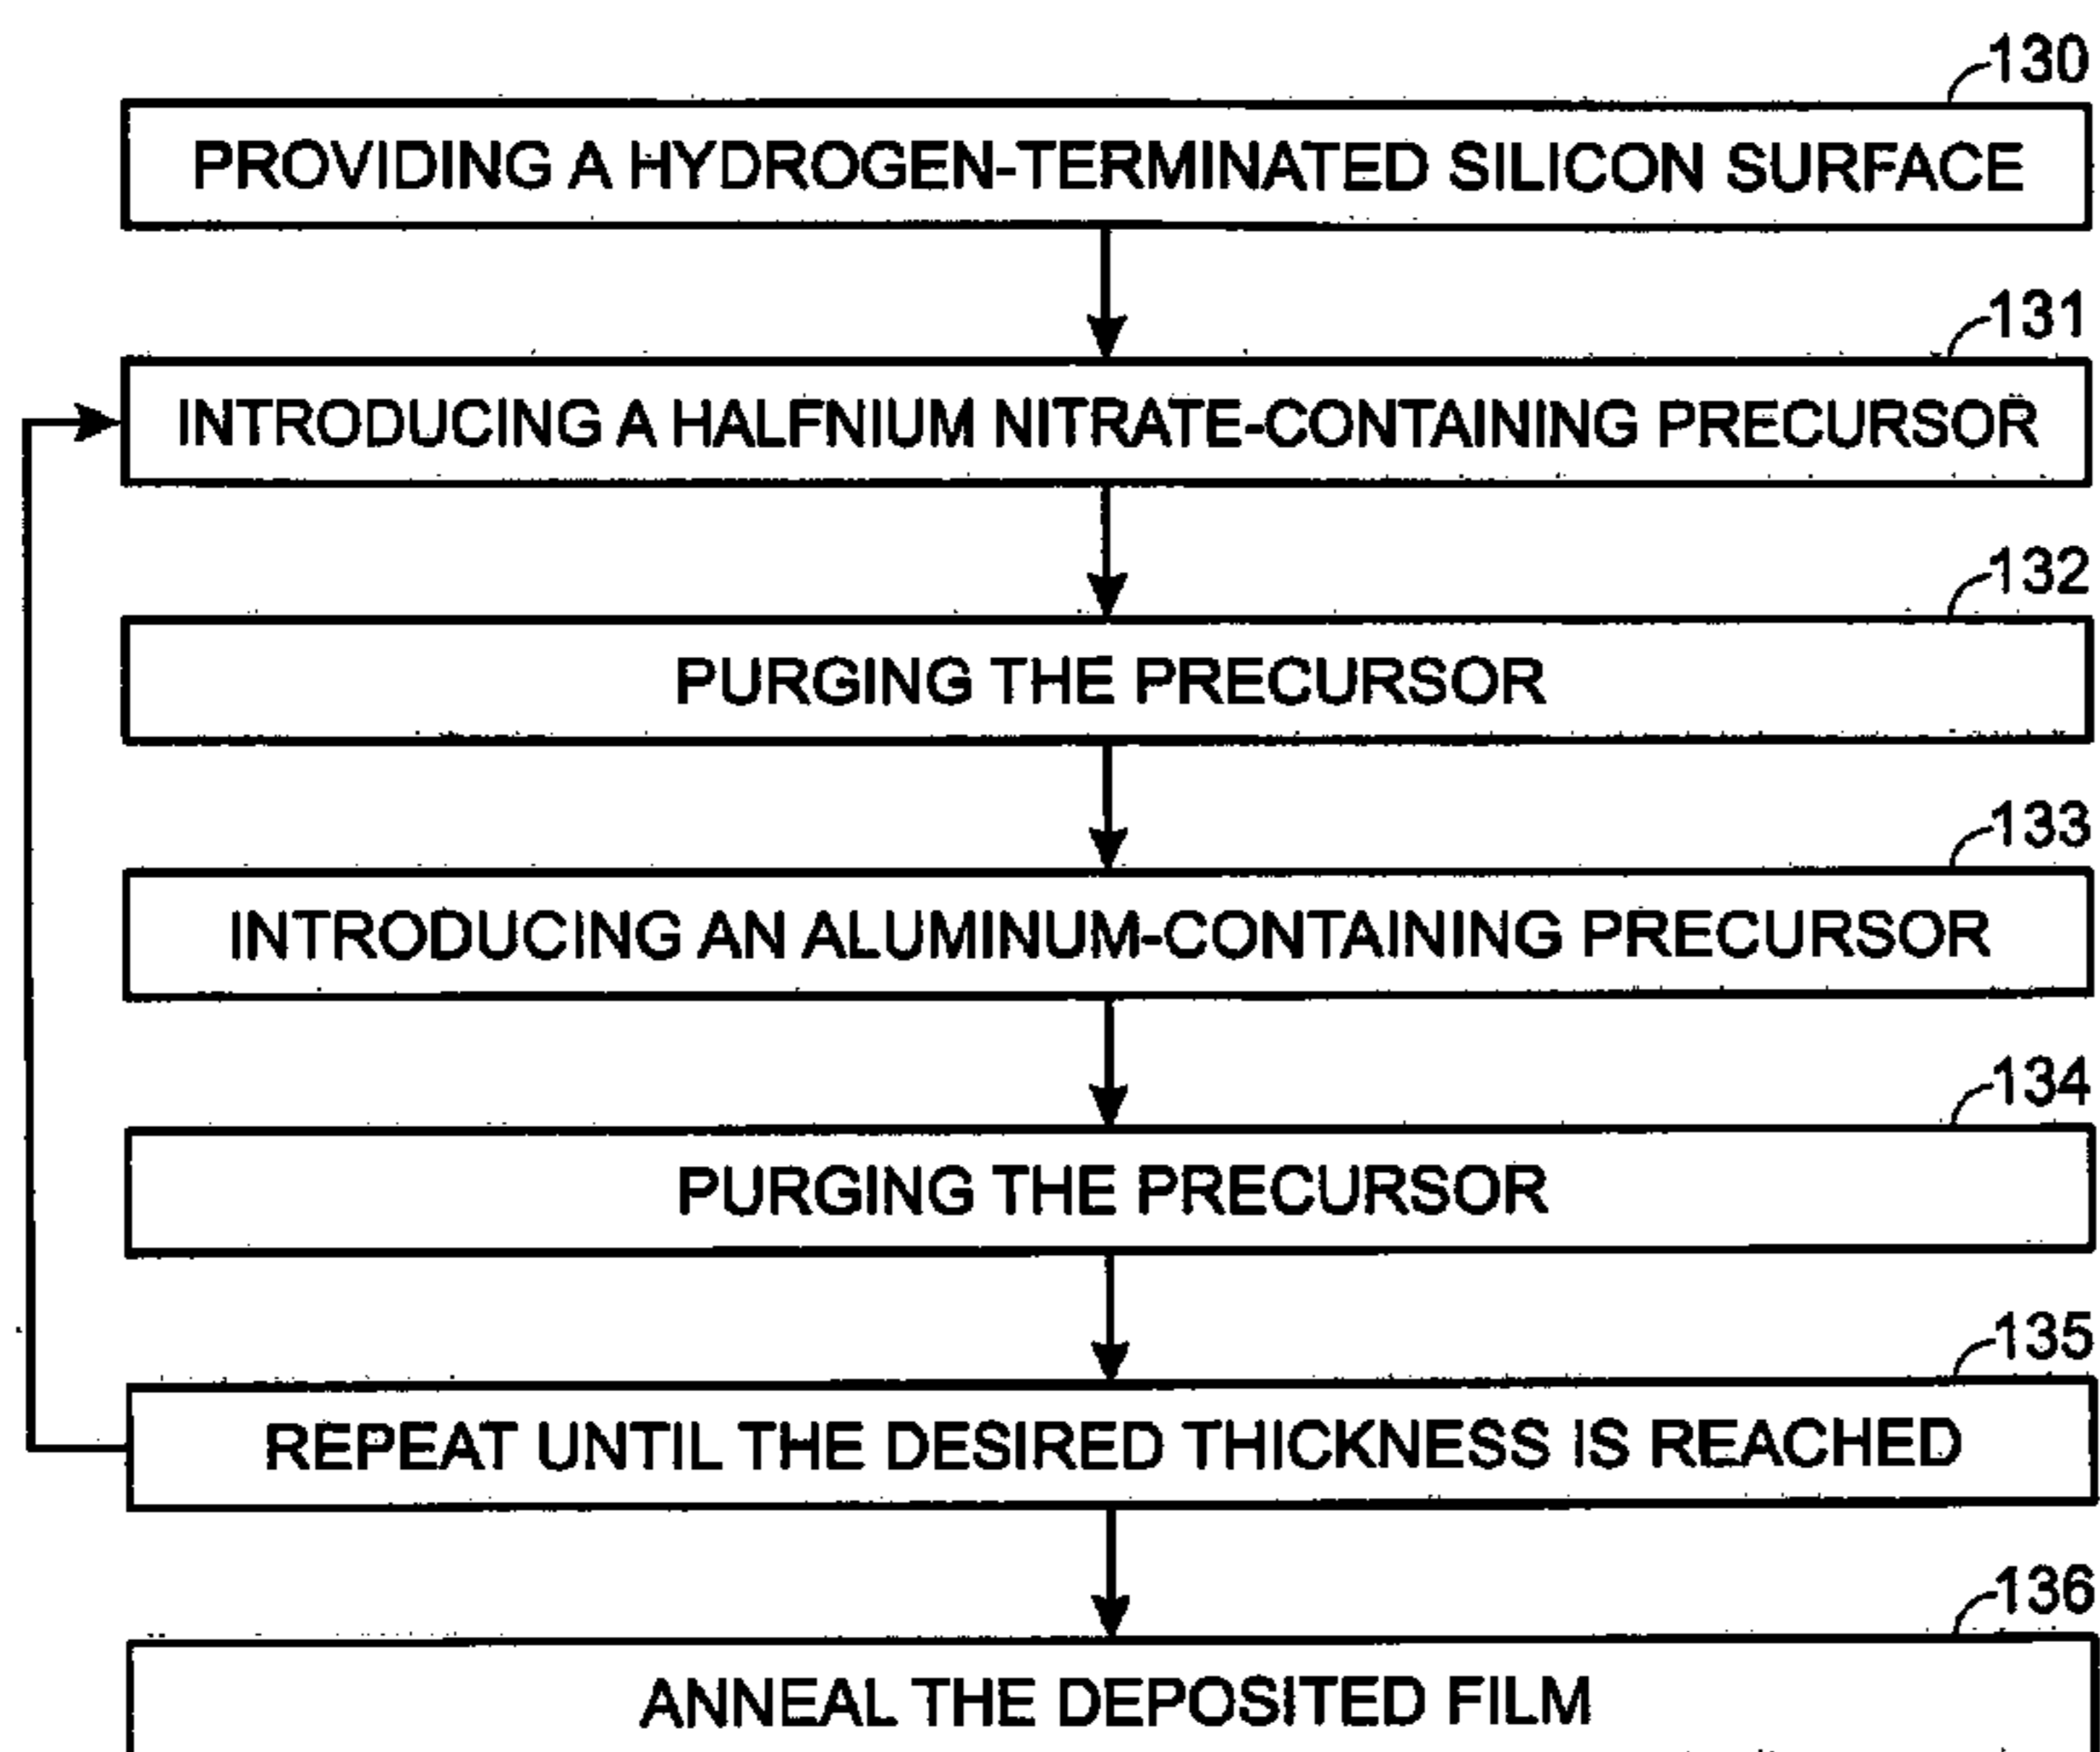 130
PROVIDING A HYDROGEN-TERMINATED SILICON SURFACE
131
INTRODUCING A HALFNIUM NITRATE-CONTAINING PRECURSOR
132
PURGING THE PRECURSOR
133
INTRODUCING AN ALUMINUM-CONTAINING PRECURSOR
134
PURGING THE PRECURSOR
135
REPEAT UNTIL THE DESIRED THICKNESS IS REACHED
136
ANNEAL THE DEPOSITED FILM